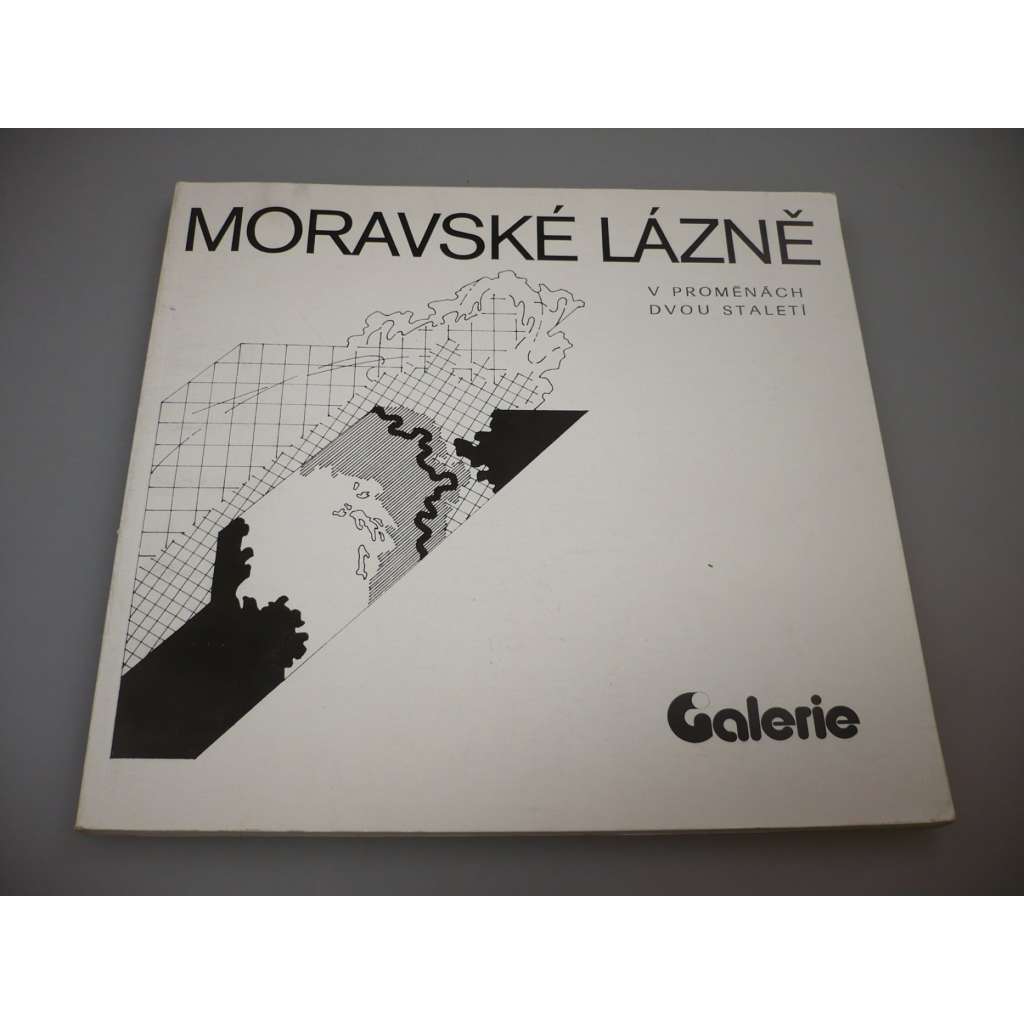 MORAVSKÉ LÁZNĚ
V PROMĚNÁCH
DVOU STALETÍ
Galerie